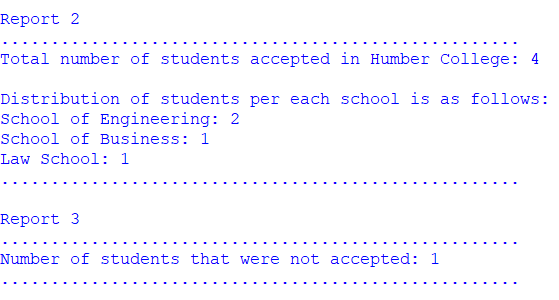 Report 2
....................................................
Total number of students accepted in Humber College: 4
Distribution of students per each school is as follows:
School of Engineering: 2
School of Business: 1
Law School: 1
....................................................
Report 3
....................................................
Number of students that were not accepted: 1
....................................................